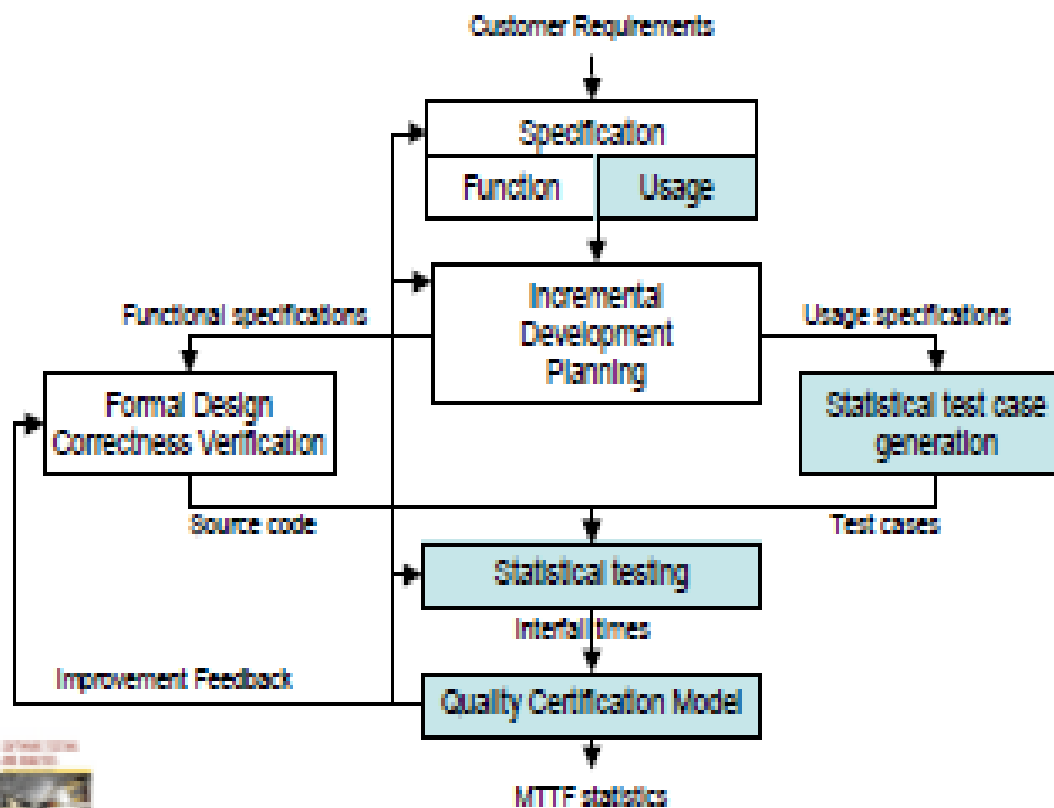 Customer Requirements
Specification
Function
Usage
Incremental
Development
Planning
Functional specifications
Usage specifications
Formal Design
Correctness Verification
Statistical test case
generation
Source code
Test cases
Statistical testing
Interfail times
Improvement Feedback
Quality Certification Model
MTTF statistics